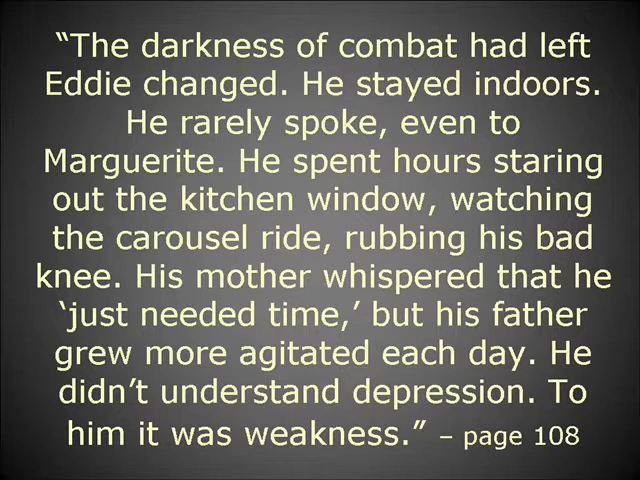 “The darkness of combat had left
Eddie changed. He stayed indoors.
He rarely spoke, even to
Marguerite. He spent hours staring
out the kitchen window, watching
the carousel ride, rubbing his bad
knee. His mother whispered that he
‘just needed time,’ but his father
grew more agitated each day. He
didn’t understand depression. To
him it was weakness.” – page 108